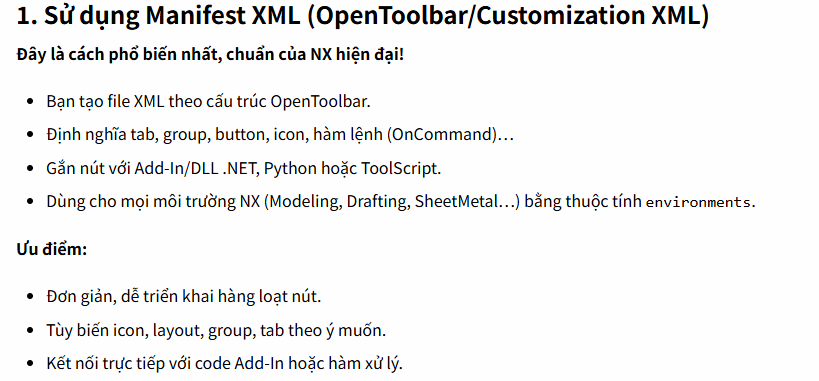 1. Sử dụng Manifest XML (OpenToolbar/Customization XML)
Đây là cách phổ biến nhất, chuẩn của NX hiện đại!
• Bạn tạo file XML theo cấu trúc OpenToolbar.
• Định nghĩa tab, group, button, icon, hàm lệnh (OnCommand)...
• Gắn nút với Add-In/DLL .NET, Python hoặc ToolScript.
• Dùng cho mọi môi trường NX (Modeling, Drafting, SheetMetal...) bằng thuộc tính environments.
Ưu điểm:
• Đơn giản, dễ triển khai hàng loạt nút.
• Tùy biến icon, layout, group, tab theo ý muốn.
• Kết nối trực tiếp với code Add-In hoặc hàm xử lý.